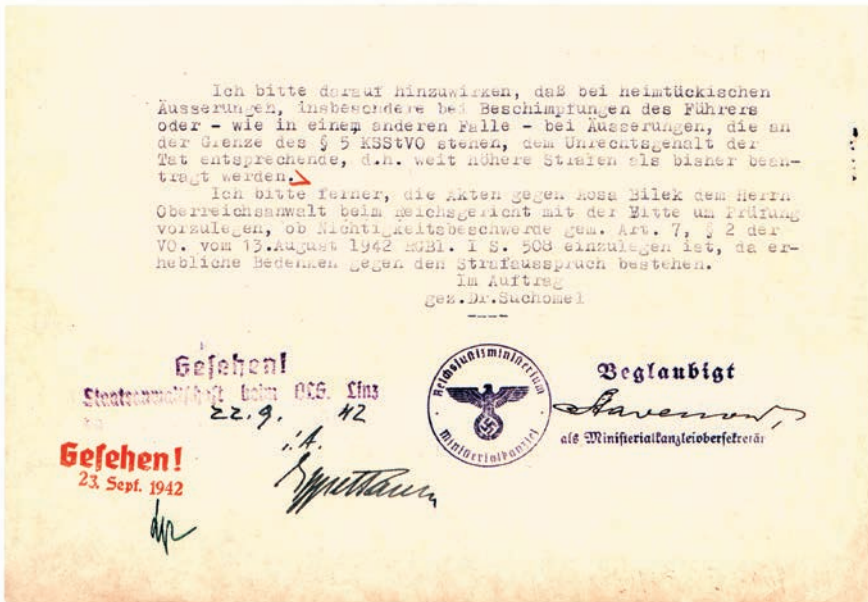 Ich bitte darauf hinzuwirken, daß bei heimtückischen
Äusserungen, insbesondere bei Beschimpfungen des Führers
oder - wie in einem anderen Falle - bei Äusserungen, die an
der Grenze des § 5 KSStVO stehen, dem Unrechtsgehalt der
Tat entsprechende, d.h. weit höhere Strafen als bisher bean-
tragt werden.
Ich bitte ferner, die Akten gegen Rosa Bilek dem Herrn
Oberreichsanwalt beim Reichsgericht mit der Bitte um Prüfung
vorzulegen, ob Nichtigkeitsbeschwerde gem. Art. 7, § 2 der
VO. vom 13.August 1942 RGBl. I S. 508 einzulegen ist, da er-
hebliche Bedenken gegen den Strafausspruch bestehen.
Im Auftrag
gez.Dr.Suchomel
Gesehen!
Staatsanwaltschaft beim OLG. Linz
22.9. 42
i.A.
Gesehen!
23. Sept. 1942
Reichsjustizministerium
Ministerialkanzlei
Beglaubigt
als Ministerialkanzleiobersekretär